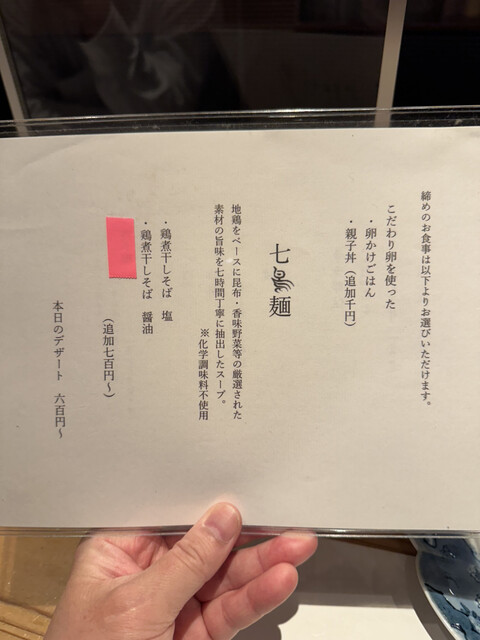 締めのお食事は以下よりお選びいただけます。
こだわり卵を使った
・卵かけごはん
・親子丼（追加千円）
七鳥麺
地鶏をベースに昆布・香味野菜等の厳選された
素材の旨味を七時間丁寧に抽出したスープ。
※化学調味料不使用
・鶏煮干しそば 塩
・鶏煮干しそば 醤油
（追加七百円〜）
本日のデザート 六百円〜